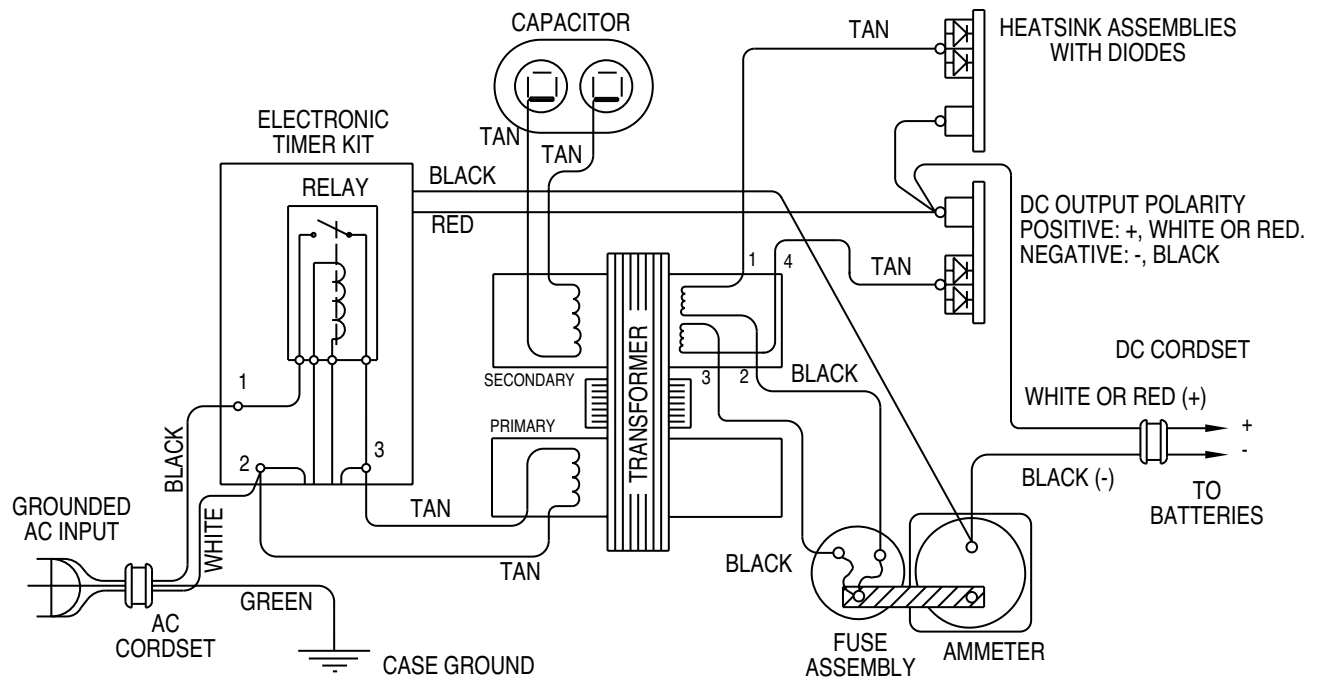 CAPACITOR
TAN
HEATSINK ASSEMBLIES
WITH DIODES
ELECTRONIC
TIMER KIT
TAN
TAN
RELAY
BLACK
RED
DC OUTPUT POLARITY
POSITIVE: +, WHITE OR RED.
NEGATIVE: -, BLACK
1
4
TAN
TRANSFORMER
DC CORDSET
SECONDARY
3
2
BLACK
1
WHITE OR RED (+)
PRIMARY
+
-
BLACK
2
3
BLACK (-)
TO
BATTERIES
GROUNDED
AC INPUT
WHITE
TAN
TAN
BLACK
GREEN
AC
CORDSET
CASE GROUND
FUSE
ASSEMBLY
AMMETER